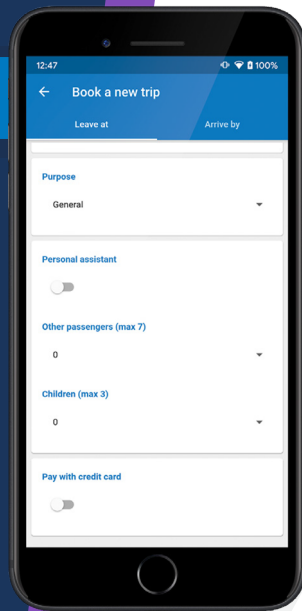 12:47
100%
Book a new trip
Leave at
Arrive by
Purpose
General
Personal assistant
Other passengers (max 7)
0
Children (max 3)
0
Pay with credit card